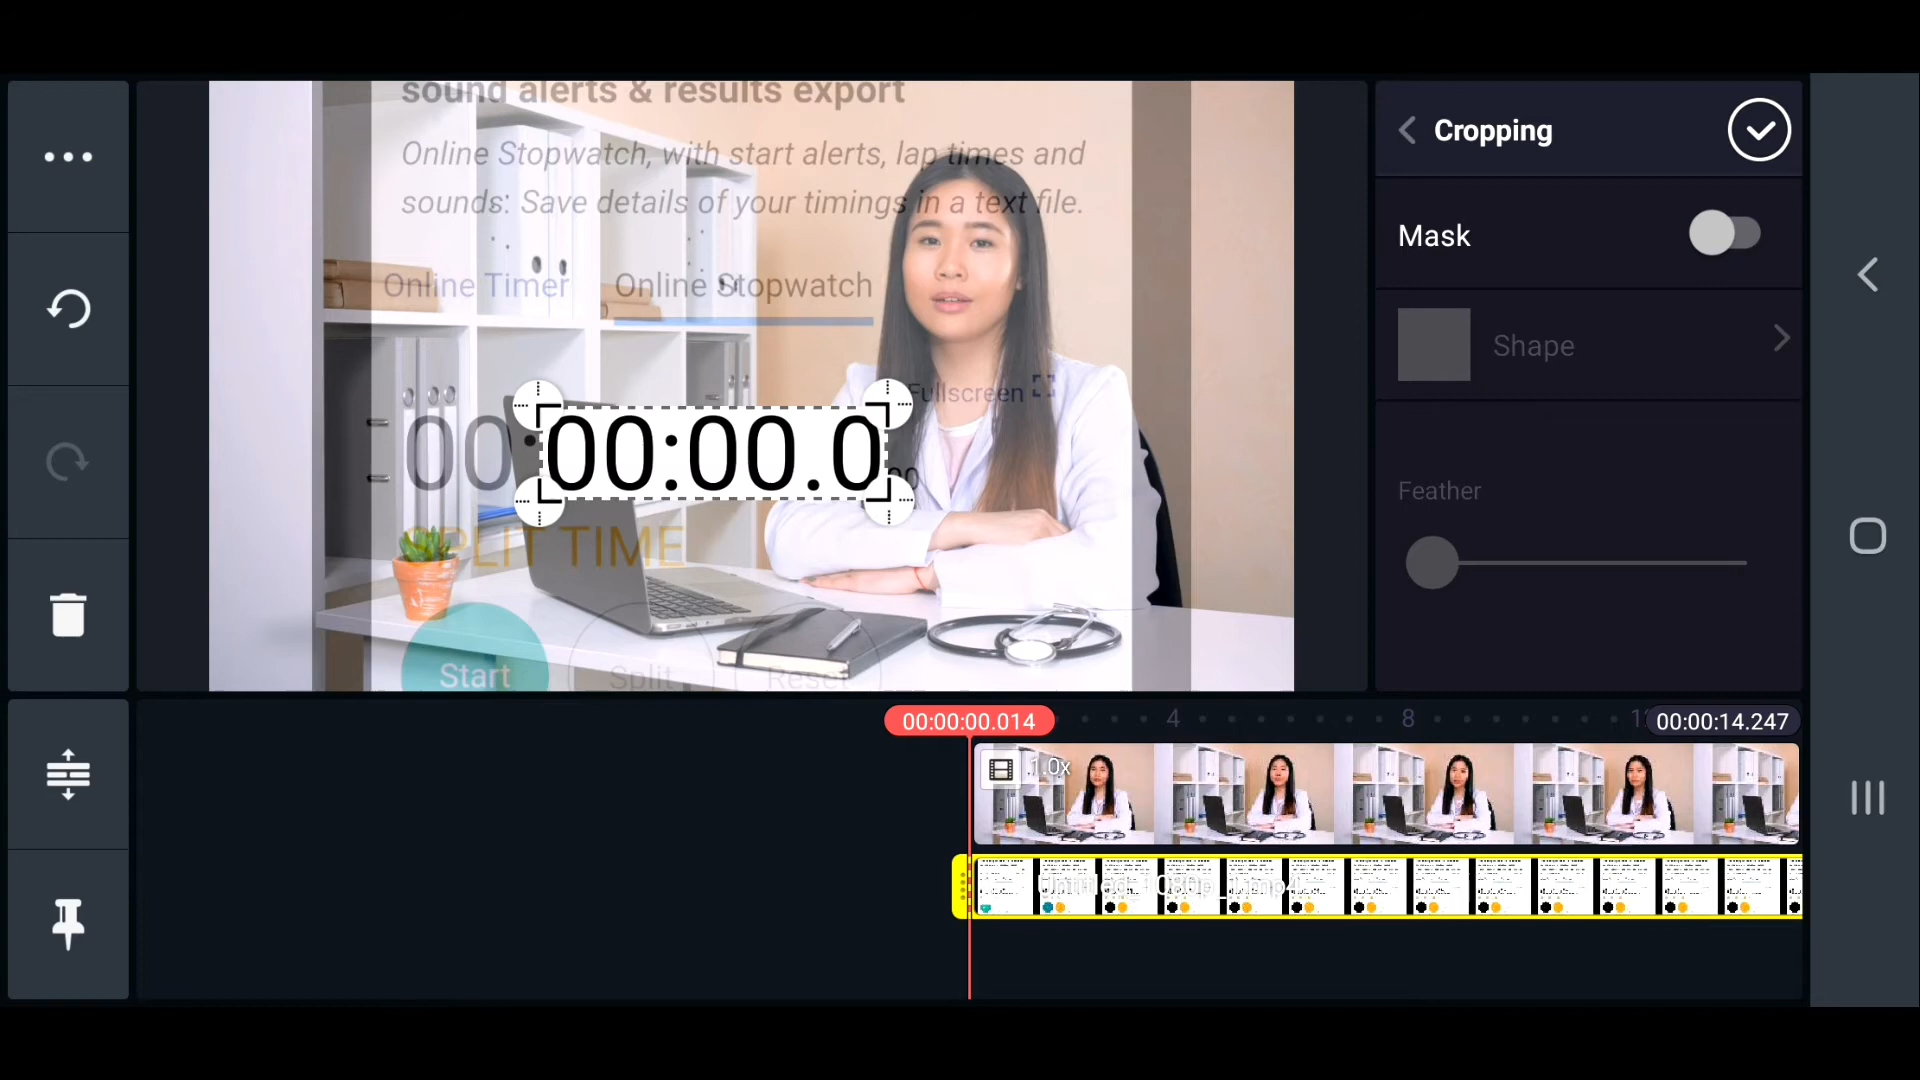 sound alerts & results export
Online Stopwatch, with start alerts, lap times and
sounds: Save details of your timings in a text file.
Online Timer Online Stopwatch
Fullscreen
00:00:00.0
00
SPLIT TIME
Start Split Reset
Cropping
Mask
Shape
Feather
00:00:00.014 4 8 00:00:14.247
1.0x